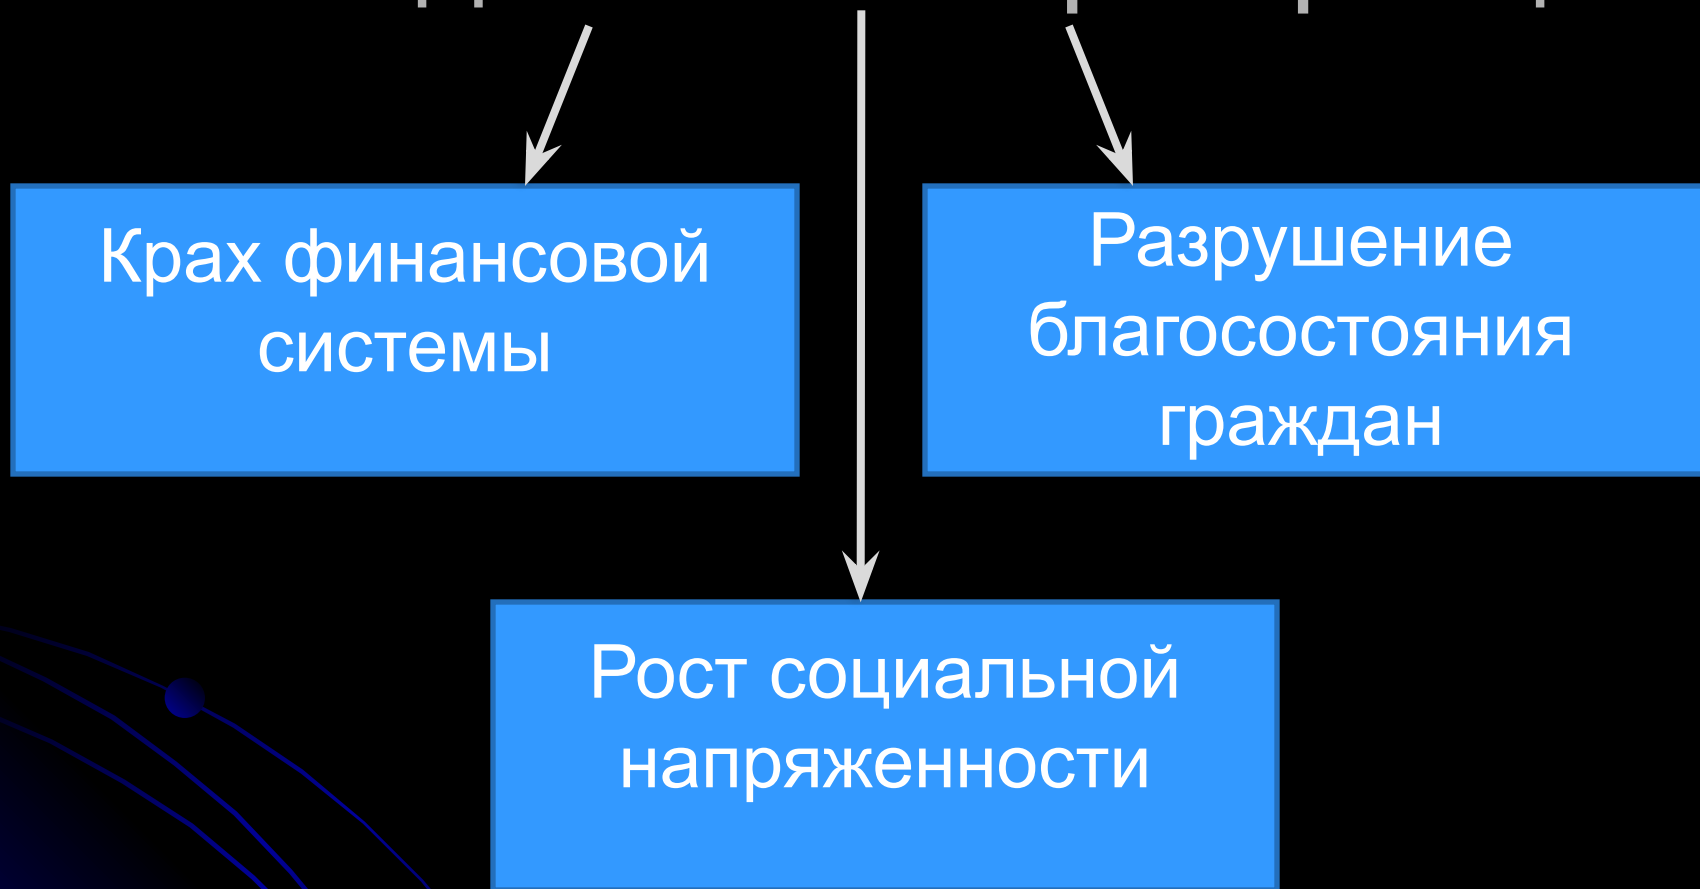 Крах финансовой
системы
Разрушение
благосостояния
граждан
Рост социальной
напряженности